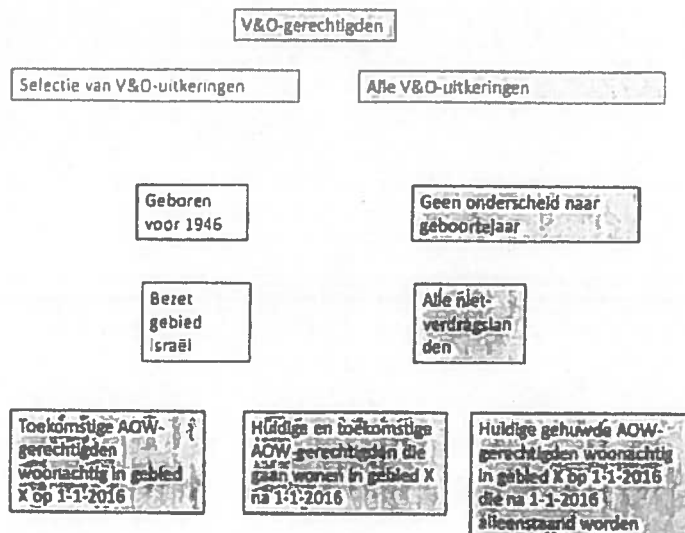 V&O-gerechtigden
Selectie van V&O-uitkeringen
Alle V&O-uitkeringen
Geboren
voor 1946
Geen onderscheid naar
geboortejaar
Bezet
gebied
Israël
Alle niet-
verdragslan
den
Toekomstige AOW-
gerechtigden
woonachtig in gebied
X op 1-1-2016
Huidige en toekomstige
AOW-gerechtigden die
gaan wonen in gebied X
na 1-1-2016
Huidige gehuwde AOW-
gerechtigden woonachtig
in gebied X op 1-1-2016
die na 1-1-2016
alleenstaand worden